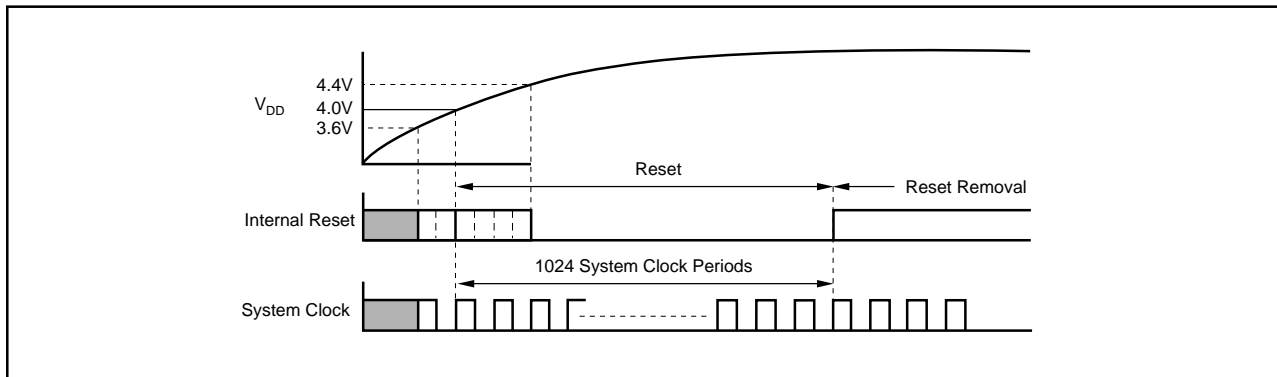 4.4V
V_DD 4.0V
3.6V
Reset
Reset Removal
Internal Reset
1024 System Clock Periods
System Clock